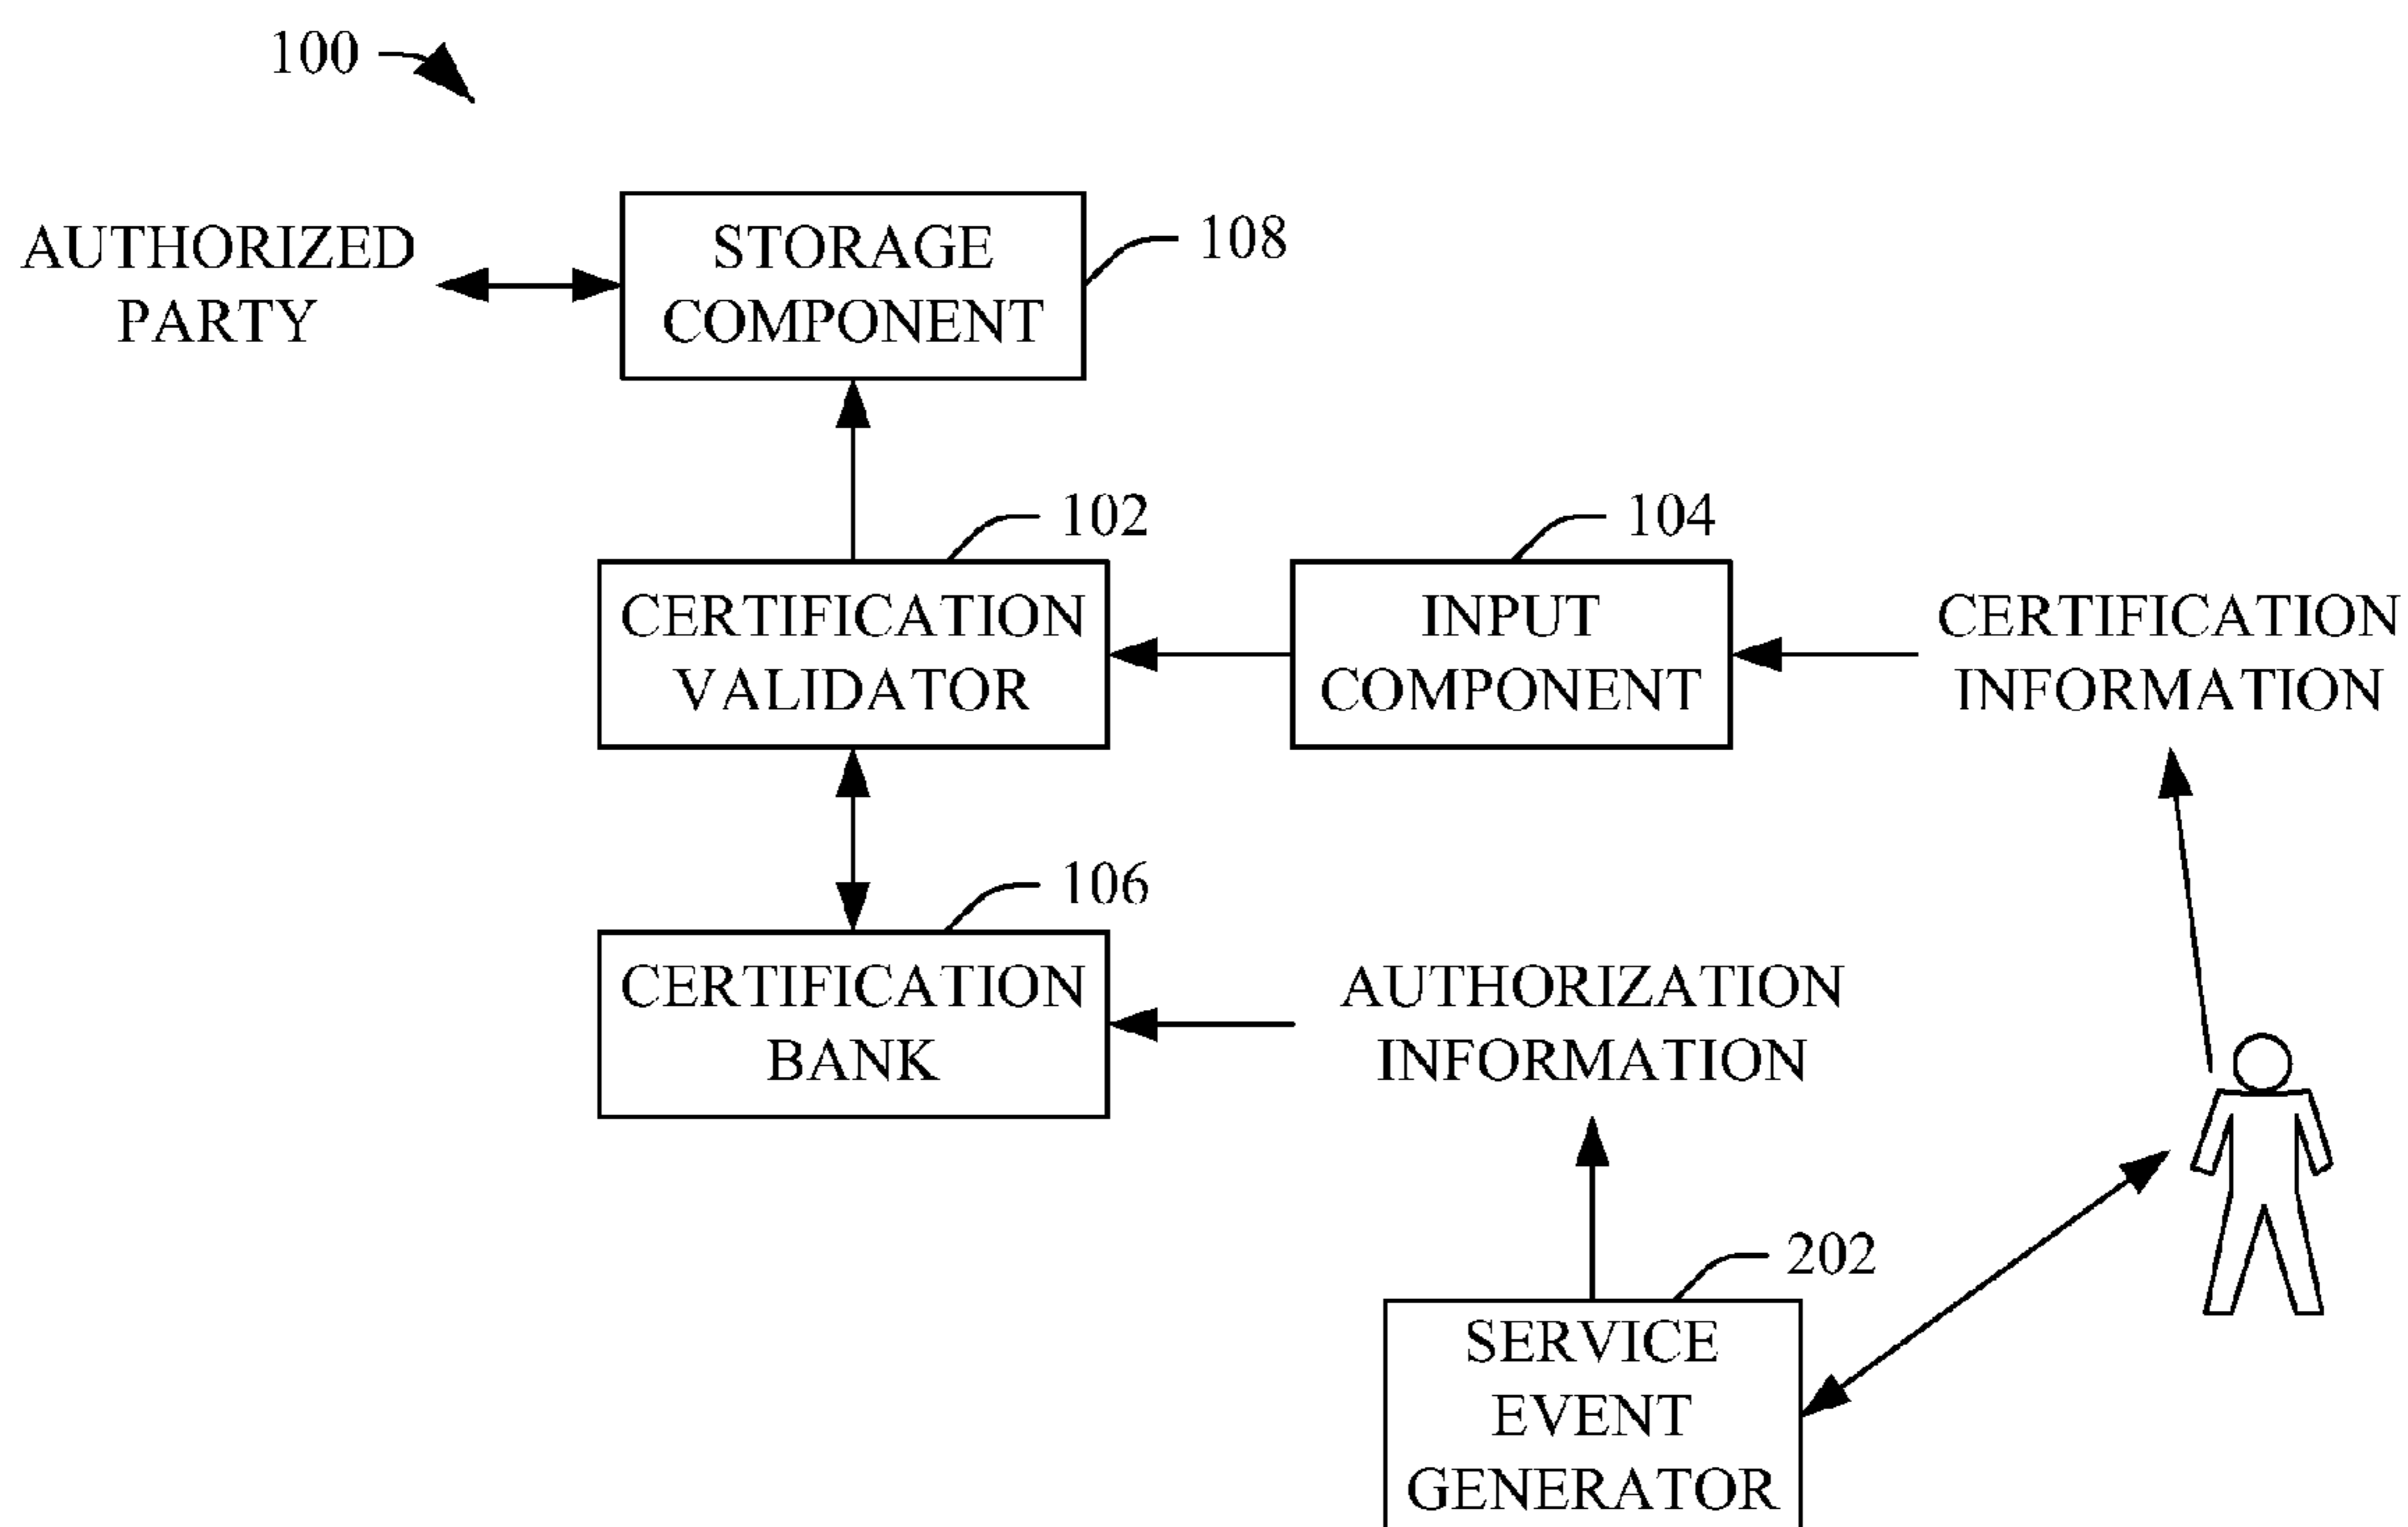 100
AUTHORIZED
PARTY
STORAGE
COMPONENT
108
102
CERTIFICATION
VALIDATOR
104
INPUT
COMPONENT
CERTIFICATION
INFORMATION
106
CERTIFICATION
BANK
AUTHORIZATION
INFORMATION
202
SERVICE
EVENT
GENERATOR